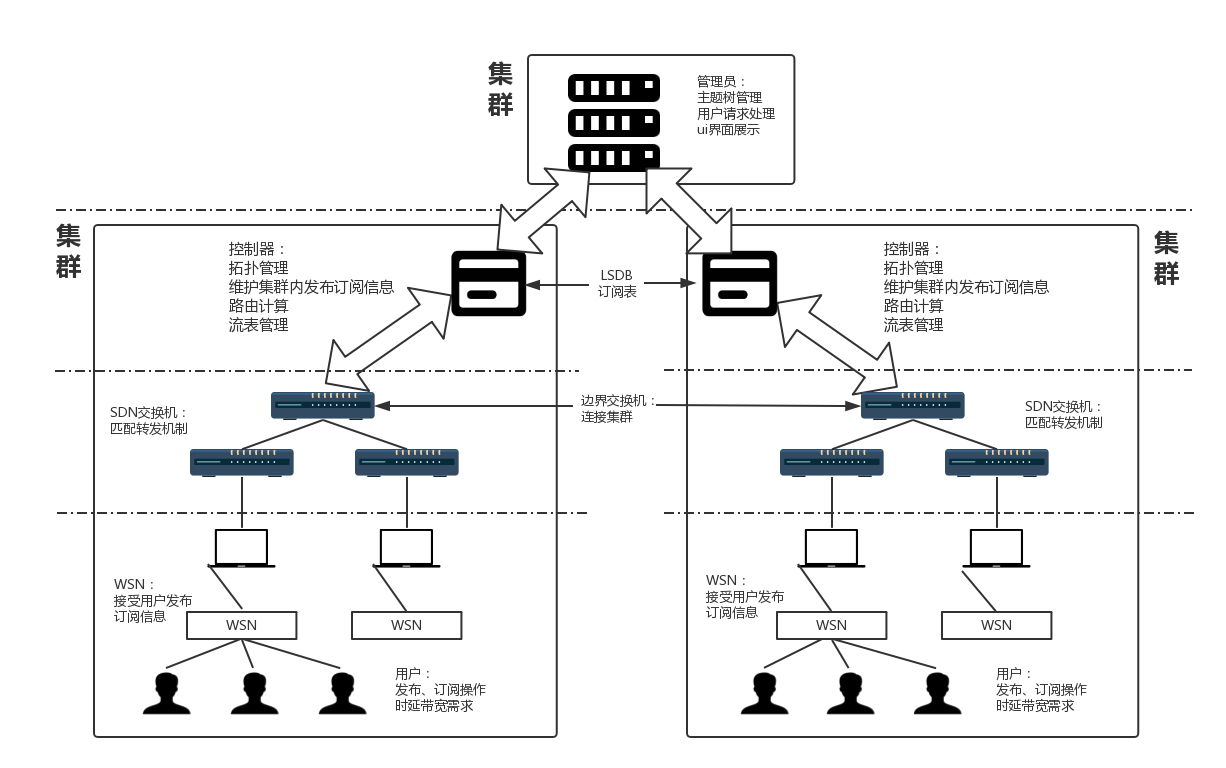 集
群
管理员：
主题树管理
用户请求处理
ui界面展示
集
群
控制器：
拓扑管理
维护集群内发布订阅信息
路由计算
流表管理
LSDB
订阅表
控制器：
拓扑管理
维护集群内发布订阅信息
路由计算
流表管理
集
群
SDN交换机：
匹配转发机制
边界交换机：
连接集群
SDN交换机：
匹配转发机制
WSN：
接受用户发布
订阅信息
WSN
WSN
用户：
发布、订阅操作
时延带宽需求
WSN：
接受用户发布
订阅信息
WSN
WSN
用户：
发布、订阅操作
时延带宽需求